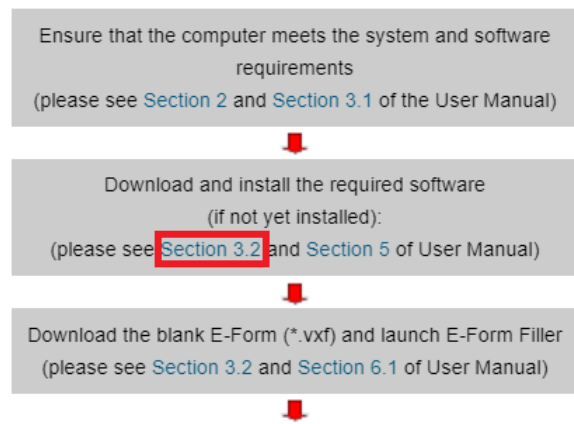 Ensure that the computer meets the system and software
requirements
(please see Section 2 and Section 3.1 of the User Manual)
Download and install the required software
(if not yet installed):
(please see Section 3.2 and Section 5 of User Manual)
Download the blank E-Form (*.vxf) and launch E-Form Filler
(please see Section 3.2 and Section 6.1 of User Manual)